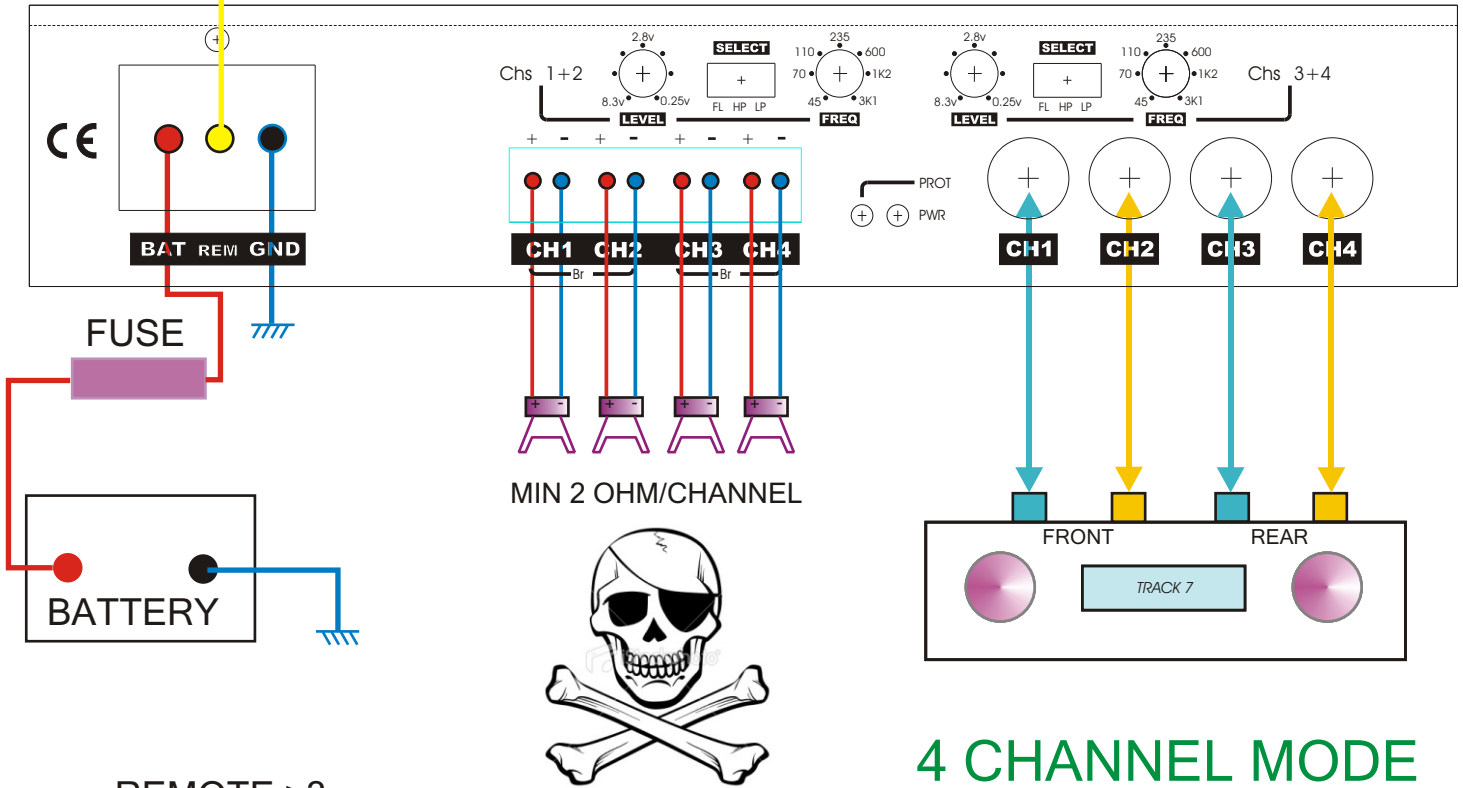 2.8v
8.3v
0.25v
LEVEL
Chs 1+2
SELECT
FL HP LP
235
110
600
70
1K2
45
3K1
FREQ
2.8v
8.3v
0.25v
LEVEL
SELECT
FL HP LP
235
110
600
70
1K2
45
3K1
FREQ
Chs 3+4
CE
+ - + - + - + -
BAT REM GND
CH1 CH2 CH3 CH4
Br Br
PROT
PWR
CH1 CH2 CH3 CH4
FUSE
+ - + - + - + -
MIN 2 OHM/CHANNEL
FRONT REAR
TRACK 7
BATTERY
4 CHANNEL MODE